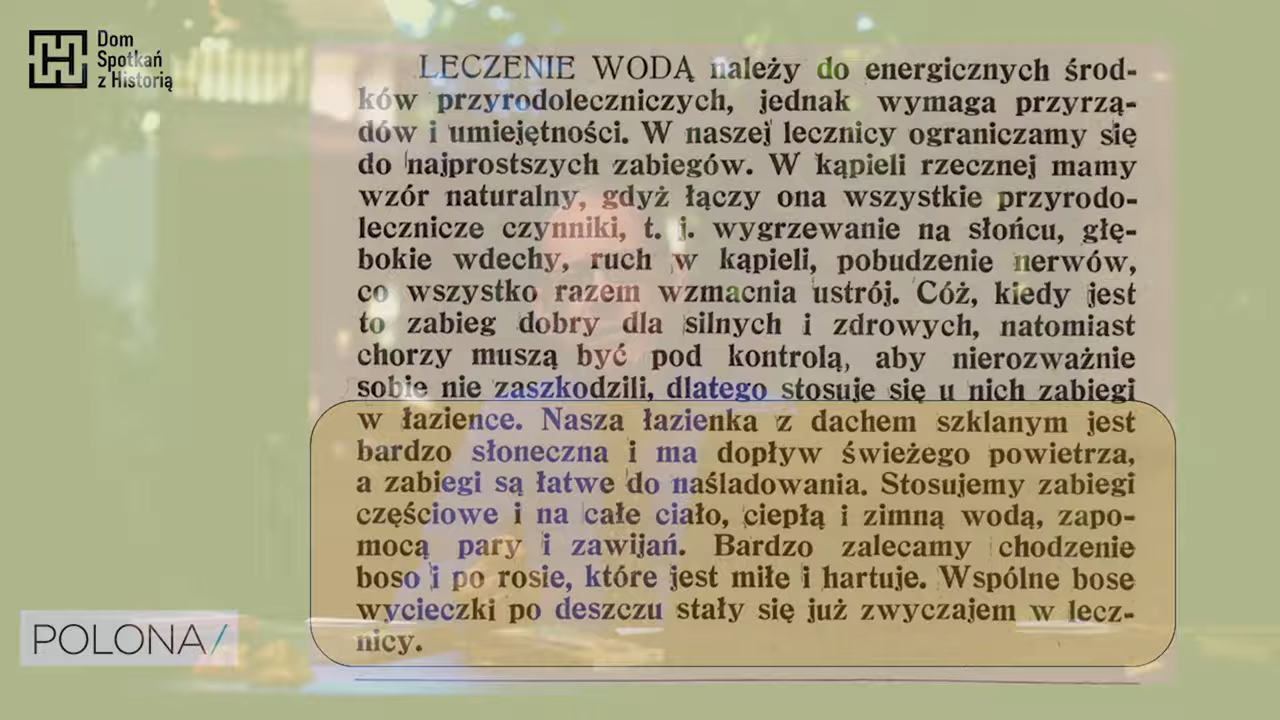 Dom
Spotkań
z Historią
LECZENIE WODĄ należy do energicznych środ-
ków przyrodoleczniczych, jednak wymaga przyrzą-
dów i umiejętności. W naszej lecznicy ograniczamy się
do najprostszych zabiegów. W kąpieli rzecznej mamy
wzór naturalny, gdyż łączy ona wszystkie przyrodo-
lecznicze czynniki, t. j. wygrzewanie na słońcu, głę-
bokie wdechy, ruch w kąpieli, pobudzenie nerwów,
co wszystko razem wzmacnia ustrój. Cóż, kiedy jest
to zabieg dobry dla silnych i zdrowych, natomiast
chorzy muszą być pod kontrolą, aby nierozważnie
sobie nie zaszkodzili, dlatego stosuje się u nich zabiegi
w łazience. Nasza łazienka z dachem szklanym jest
bardzo słoneczna i ma dopływ świeżego powietrza,
a zabiegi są łatwe do naśladowania. Stosujemy zabiegi
częściowe i na całe ciało, ciepłą i zimną wodą, zapo-
mocą pary i zawijań. Bardzo zalecamy chodzenie
boso i po rosie, które jest miłe i hartuje. Wspólne bose
wycieczki po deszczu stały się już zwyczajem w lecz-
nicy.
POLONA/